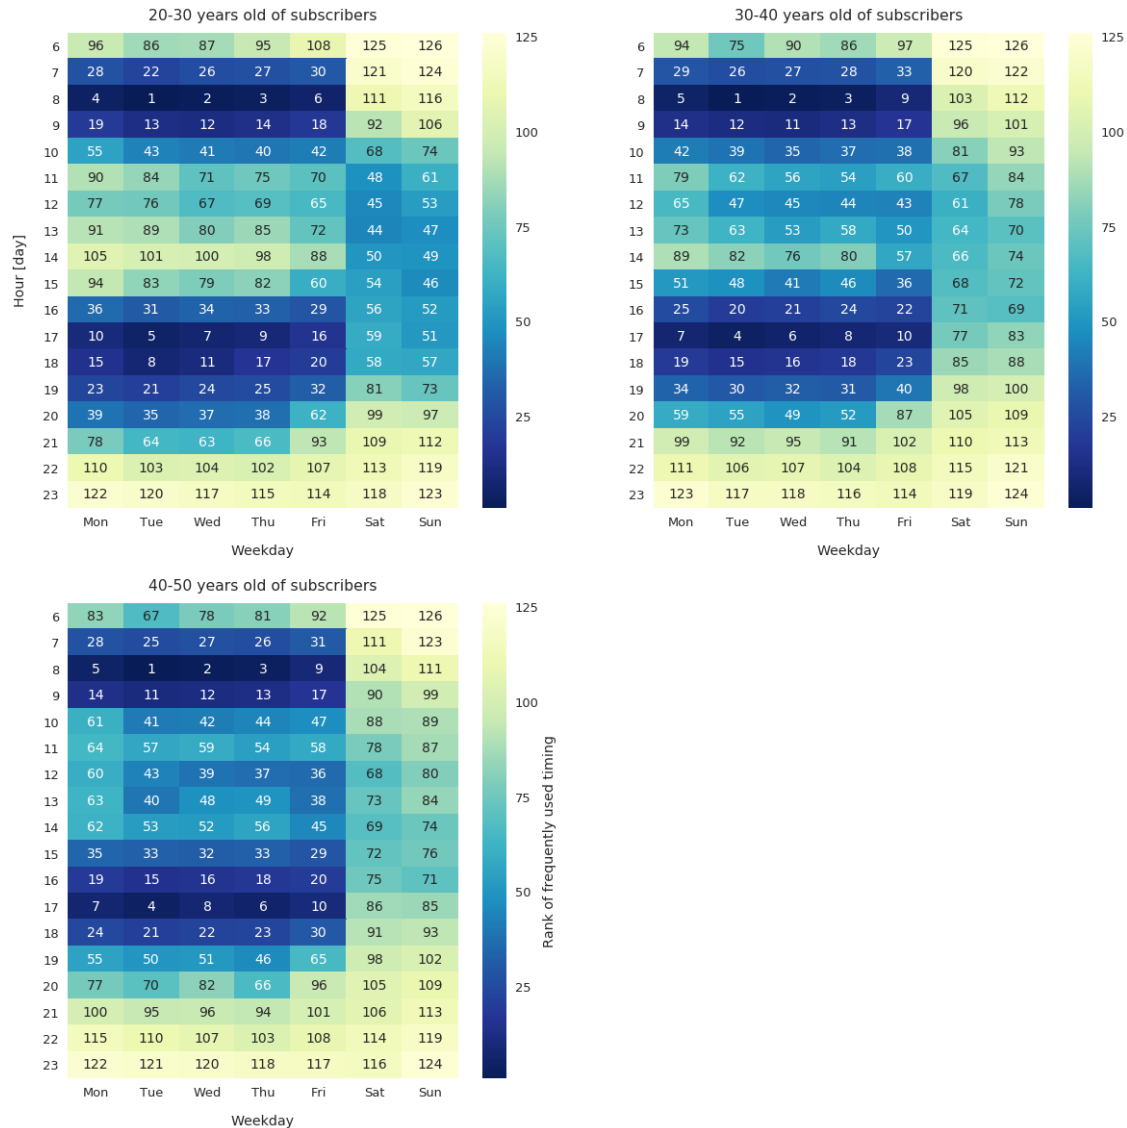 20-30 years old of subscribers
6 96 86 87 95 108 125 126
7 28 22 26 27 30 121 124
8 4 1 2 3 6 111 116
9 19 13 12 14 18 92 106
10 55 43 41 40 42 68 74
11 90 84 71 75 70 48 61
12 77 76 67 69 65 45 53
13 91 89 80 85 72 44 47
14 105 101 100 98 88 50 49
15 94 83 79 82 60 54 46
16 36 31 34 33 29 56 52
17 10 5 7 9 16 59 51
18 15 8 11 17 20 58 57
19 23 21 24 25 32 81 73
20 39 35 37 38 62 99 97
21 78 64 63 66 93 109 112
22 110 103 104 102 107 113 119
23 122 120 117 115 114 118 123
Mon Tue Wed Thu Fri Sat Sun
Weekday
Hour [day]
125
100
75
50
25
30-40 years old of subscribers
6 94 75 90 86 97 125 126
7 29 26 27 28 33 120 122
8 5 1 2 3 9 103 112
9 14 12 11 13 17 96 101
10 42 39 35 37 38 81 93
11 79 62 56 54 60 67 84
12 65 47 45 44 43 61 78
13 73 63 53 58 50 64 70
14 89 82 76 80 57 66 74
15 51 48 41 46 36 68 72
16 25 20 21 24 22 71 69
17 7 4 6 8 10 77 83
18 19 15 16 18 23 85 88
19 34 30 32 31 40 98 100
20 59 55 49 52 87 105 109
21 99 92 95 91 102 110 113
22 111 106 107 104 108 115 121
23 123 117 118 116 114 119 124
Mon Tue Wed Thu Fri Sat Sun
Weekday
125
100
75
50
25
40-50 years old of subscribers
6 83 67 78 81 92 125 126
7 28 25 27 26 31 111 123
8 5 1 2 3 9 104 111
9 14 11 12 13 17 90 99
10 61 41 42 44 47 88 89
11 64 57 59 54 58 78 87
12 60 43 39 37 36 68 80
13 63 40 48 49 38 73 84
14 62 53 52 56 45 69 74
15 35 33 32 33 29 72 76
16 19 15 16 18 20 75 71
17 7 4 8 6 10 86 85
18 24 21 22 23 30 91 93
19 55 50 51 46 65 98 102
20 77 70 82 66 96 105 109
21 100 95 96 94 101 106 113
22 115 110 107 103 108 114 119
23 122 121 120 118 117 116 124
Mon Tue Wed Thu Fri Sat Sun
Weekday
125
100
75
50
25
Rank of frequently used timing